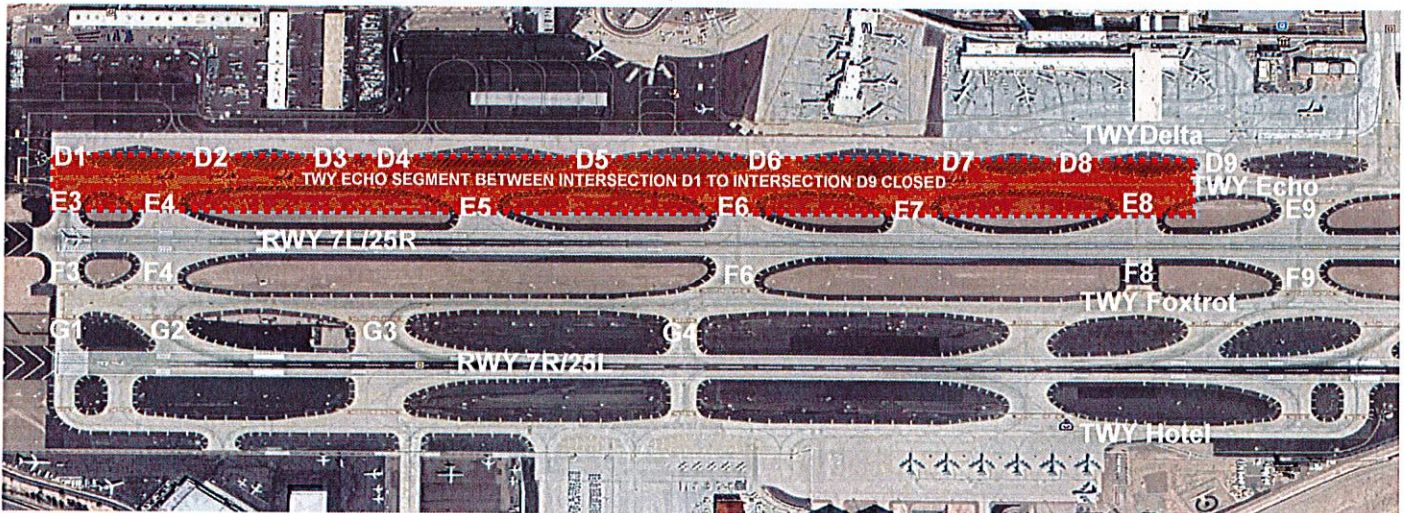 TWYDelta
D1 D2 D3 D4 D5 D6 D7 D8 D9
TWY ECHO SEGMENT BETWEEN INTERSECTION D1 TO INTERSECTION D9 CLOSED
TWY Echo
E3 E4 E5 E6 E7 E8 E9
RWY 7L/25R
F3 F4 F6 F8 F9
TWY Foxtrot
G1 G2 G3 G4
RWY 7R/25l
TWY Hotel